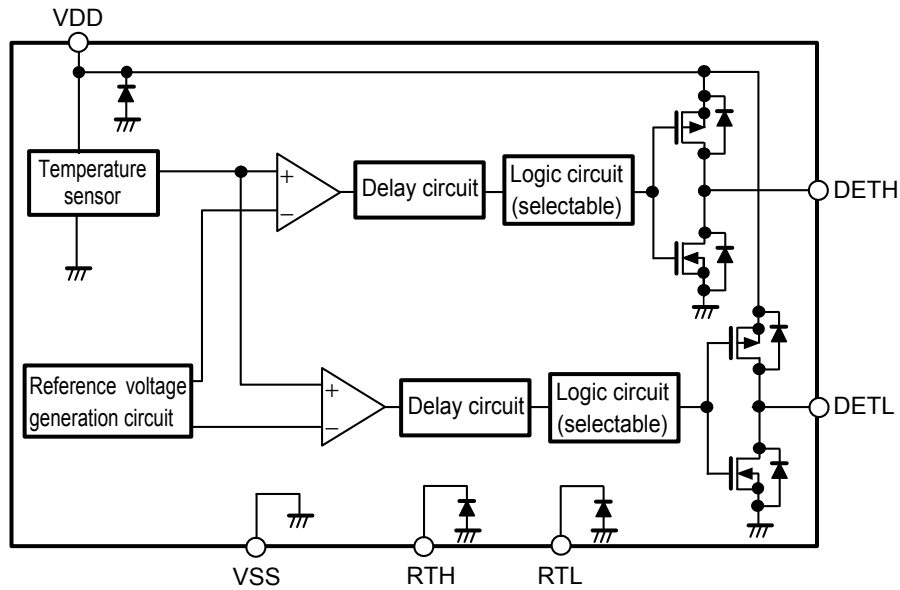 VDD
Temperature
sensor
+
−
Delay circuit
Logic circuit
(selectable)
DETH
Reference voltage
generation circuit
+
−
Delay circuit
Logic circuit
(selectable)
DETL
VSS
RTH
RTL